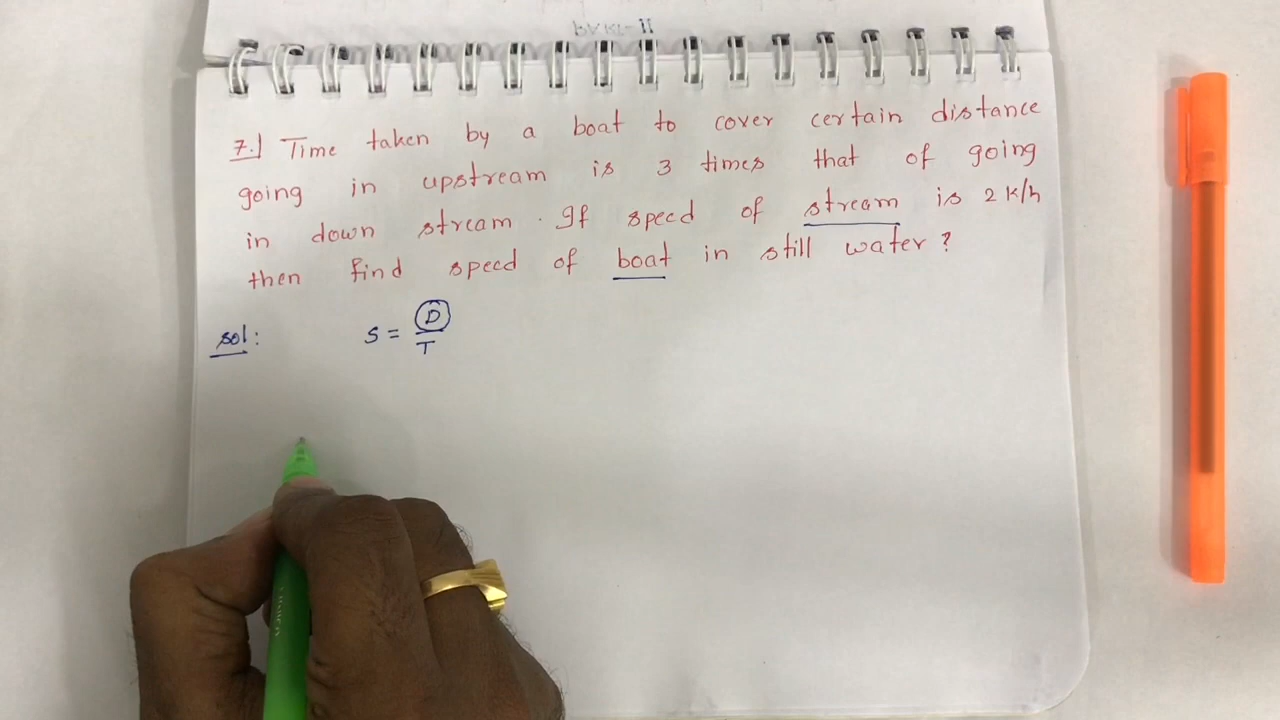 7.) Time taken by a boat to cover certain distance
going in upstream is 3 times that of going
in down stream. If speed of stream is 2 k/h
then find speed of boat in still water?
sol: S = D/T